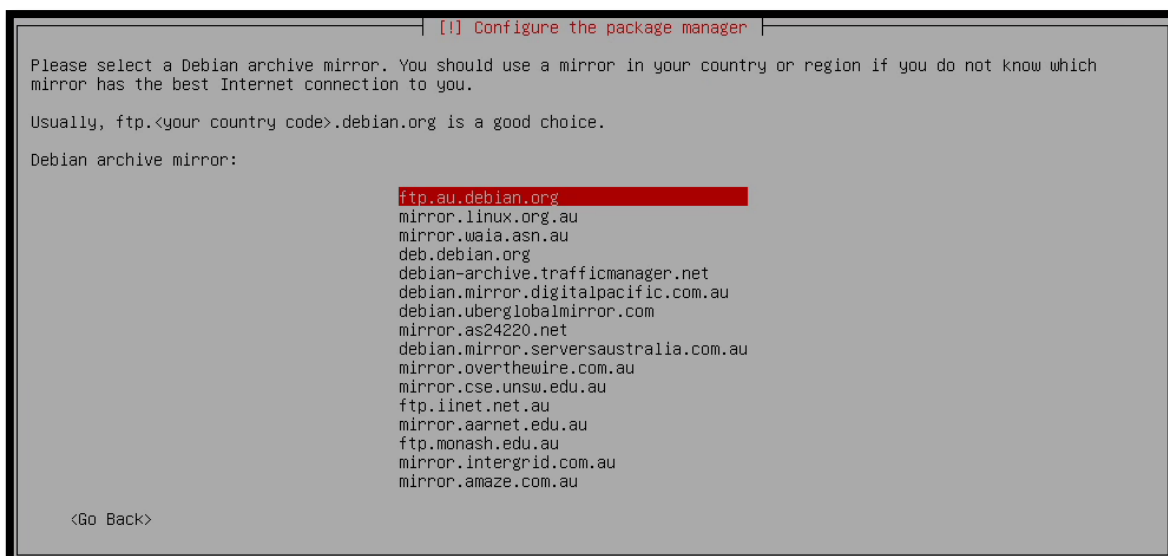 [!] Configure the package manager
Please select a Debian archive mirror. You should use a mirror in your country or region if you do not know which
mirror has the best Internet connection to you.
Usually, ftp.<your country code>.debian.org is a good choice.
Debian archive mirror:
ftp.au.debian.org
mirror.linux.org.au
mirror.waia.asn.au
deb.debian.org
debian-archive.trafficmanager.net
debian.mirror.digitalpacific.com.au
debian.uberglobalmirror.com
mirror.as24220.net
debian.mirror.serversaustralia.com.au
mirror.overthewire.com.au
mirror.cse.unsw.edu.au
ftp.iinet.net.au
mirror.aarnet.edu.au
ftp.monash.edu.au
mirror.intergrid.com.au
mirror.amaze.com.au
<Go Back>